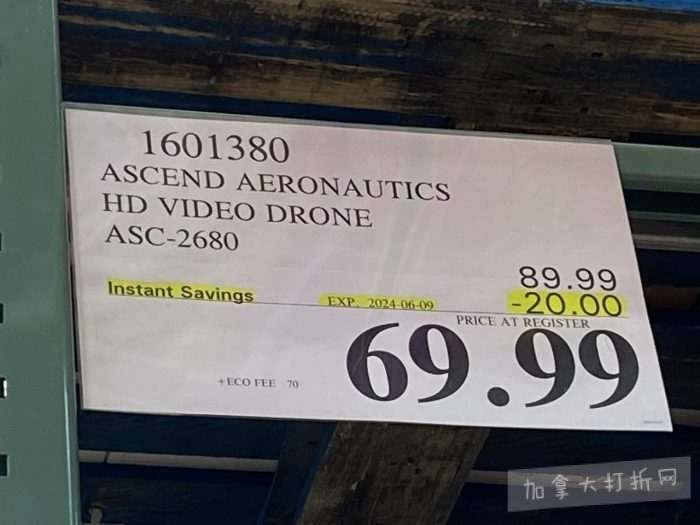 1601380
ASCEND AERONAUTICS
HD VIDEO DRONE
ASC-2680
89.99
Instant Savings EXP. 2024-06-09 -20.00
PRICE AT REGISTER
69.99
+ECO FEE 70
加拿大打折网